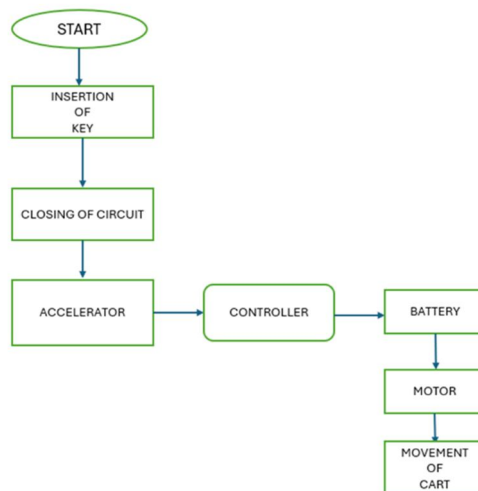 START
INSERTION
OF
KEY
CLOSING OF CIRCUIT
ACCELERATOR
CONTROLLER
BATTERY
MOTOR
MOVEMENT
OF
CART